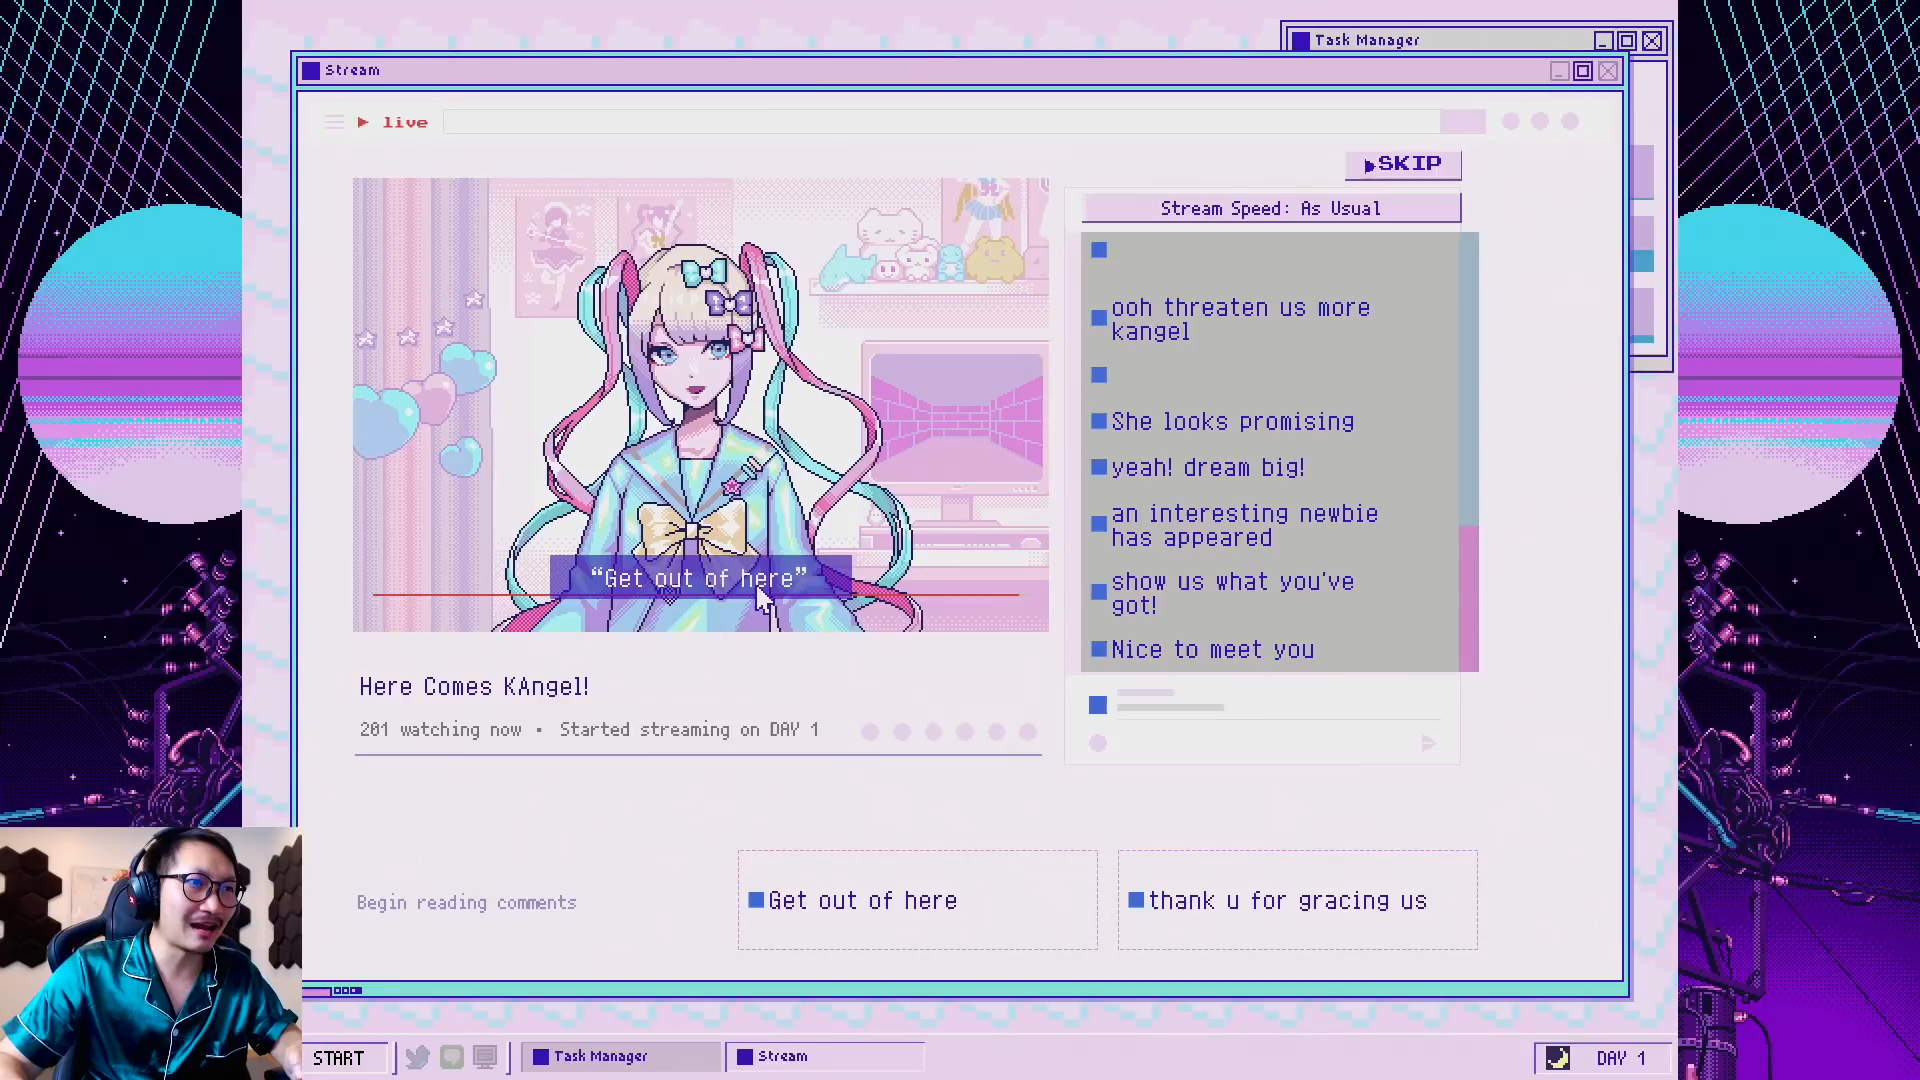 Task Manager
Stream
live
SKIP
Stream Speed: As Usual
ooh threaten us more
kangel
She looks promising
yeah! dream big!
an interesting newbie
has appeared
show us what you've
got!
Nice to meet you
“Get out of here”
Here Comes KAngel!
201 watching now • Started streaming on DAY 1
Begin reading comments
Get out of here
thank u for gracing us
START
Task Manager
Stream
DAY 1